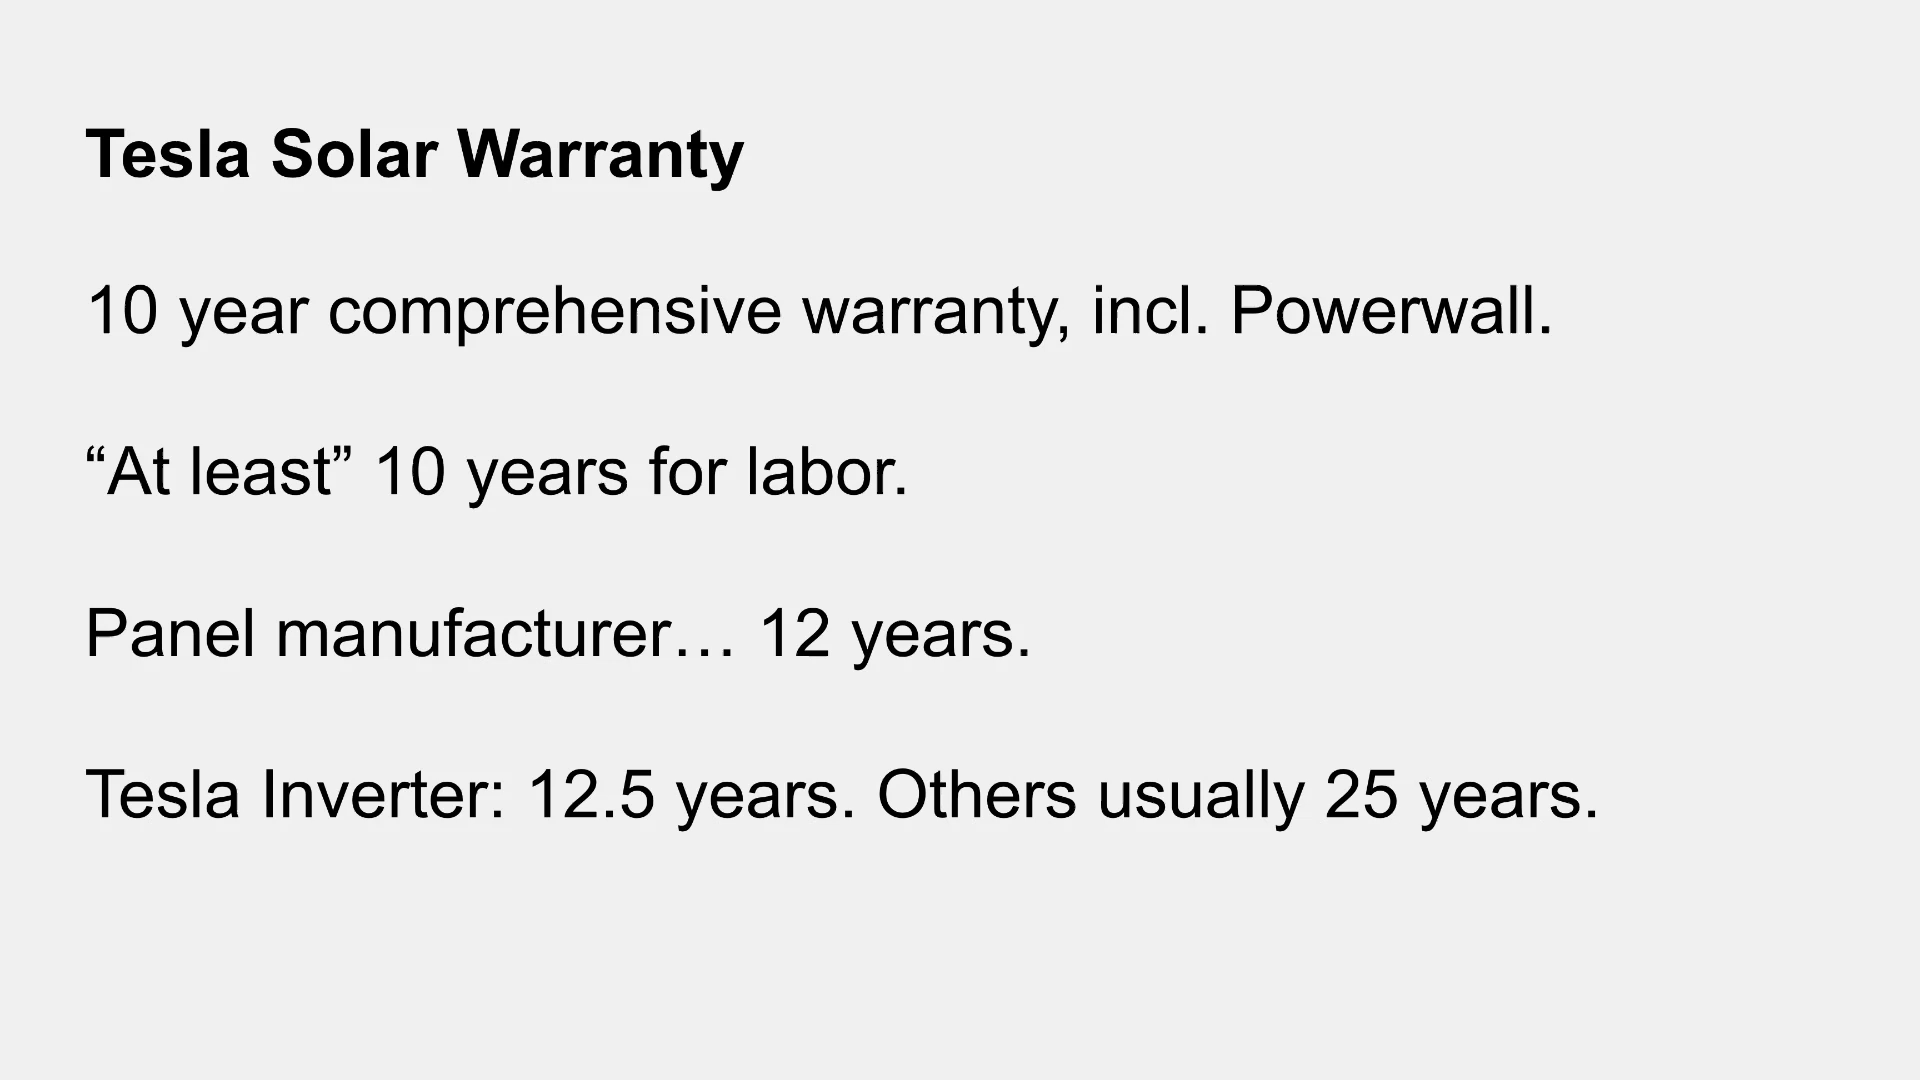 Tesla Solar Warranty
10 year comprehensive warranty, incl. Powerwall.
“At least” 10 years for labor.
Panel manufacturer… 12 years.
Tesla Inverter: 12.5 years. Others usually 25 years.